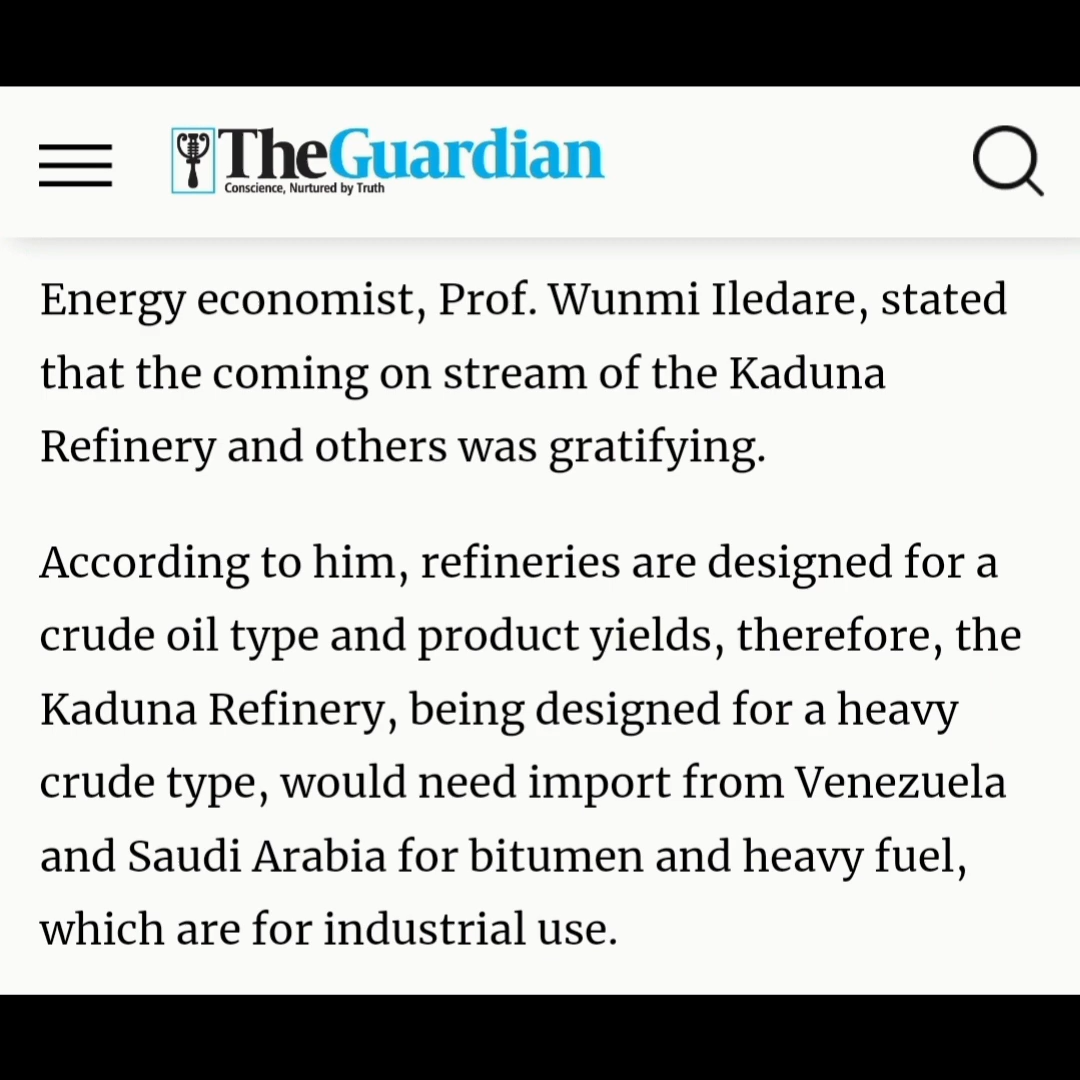 TheGuardian
Conscience, Nurtured by Truth
Energy economist, Prof. Wunmi Iledare, stated
that the coming on stream of the Kaduna
Refinery and others was gratifying.
According to him, refineries are designed for a
crude oil type and product yields, therefore, the
Kaduna Refinery, being designed for a heavy
crude type, would need import from Venezuela
and Saudi Arabia for bitumen and heavy fuel,
which are for industrial use.